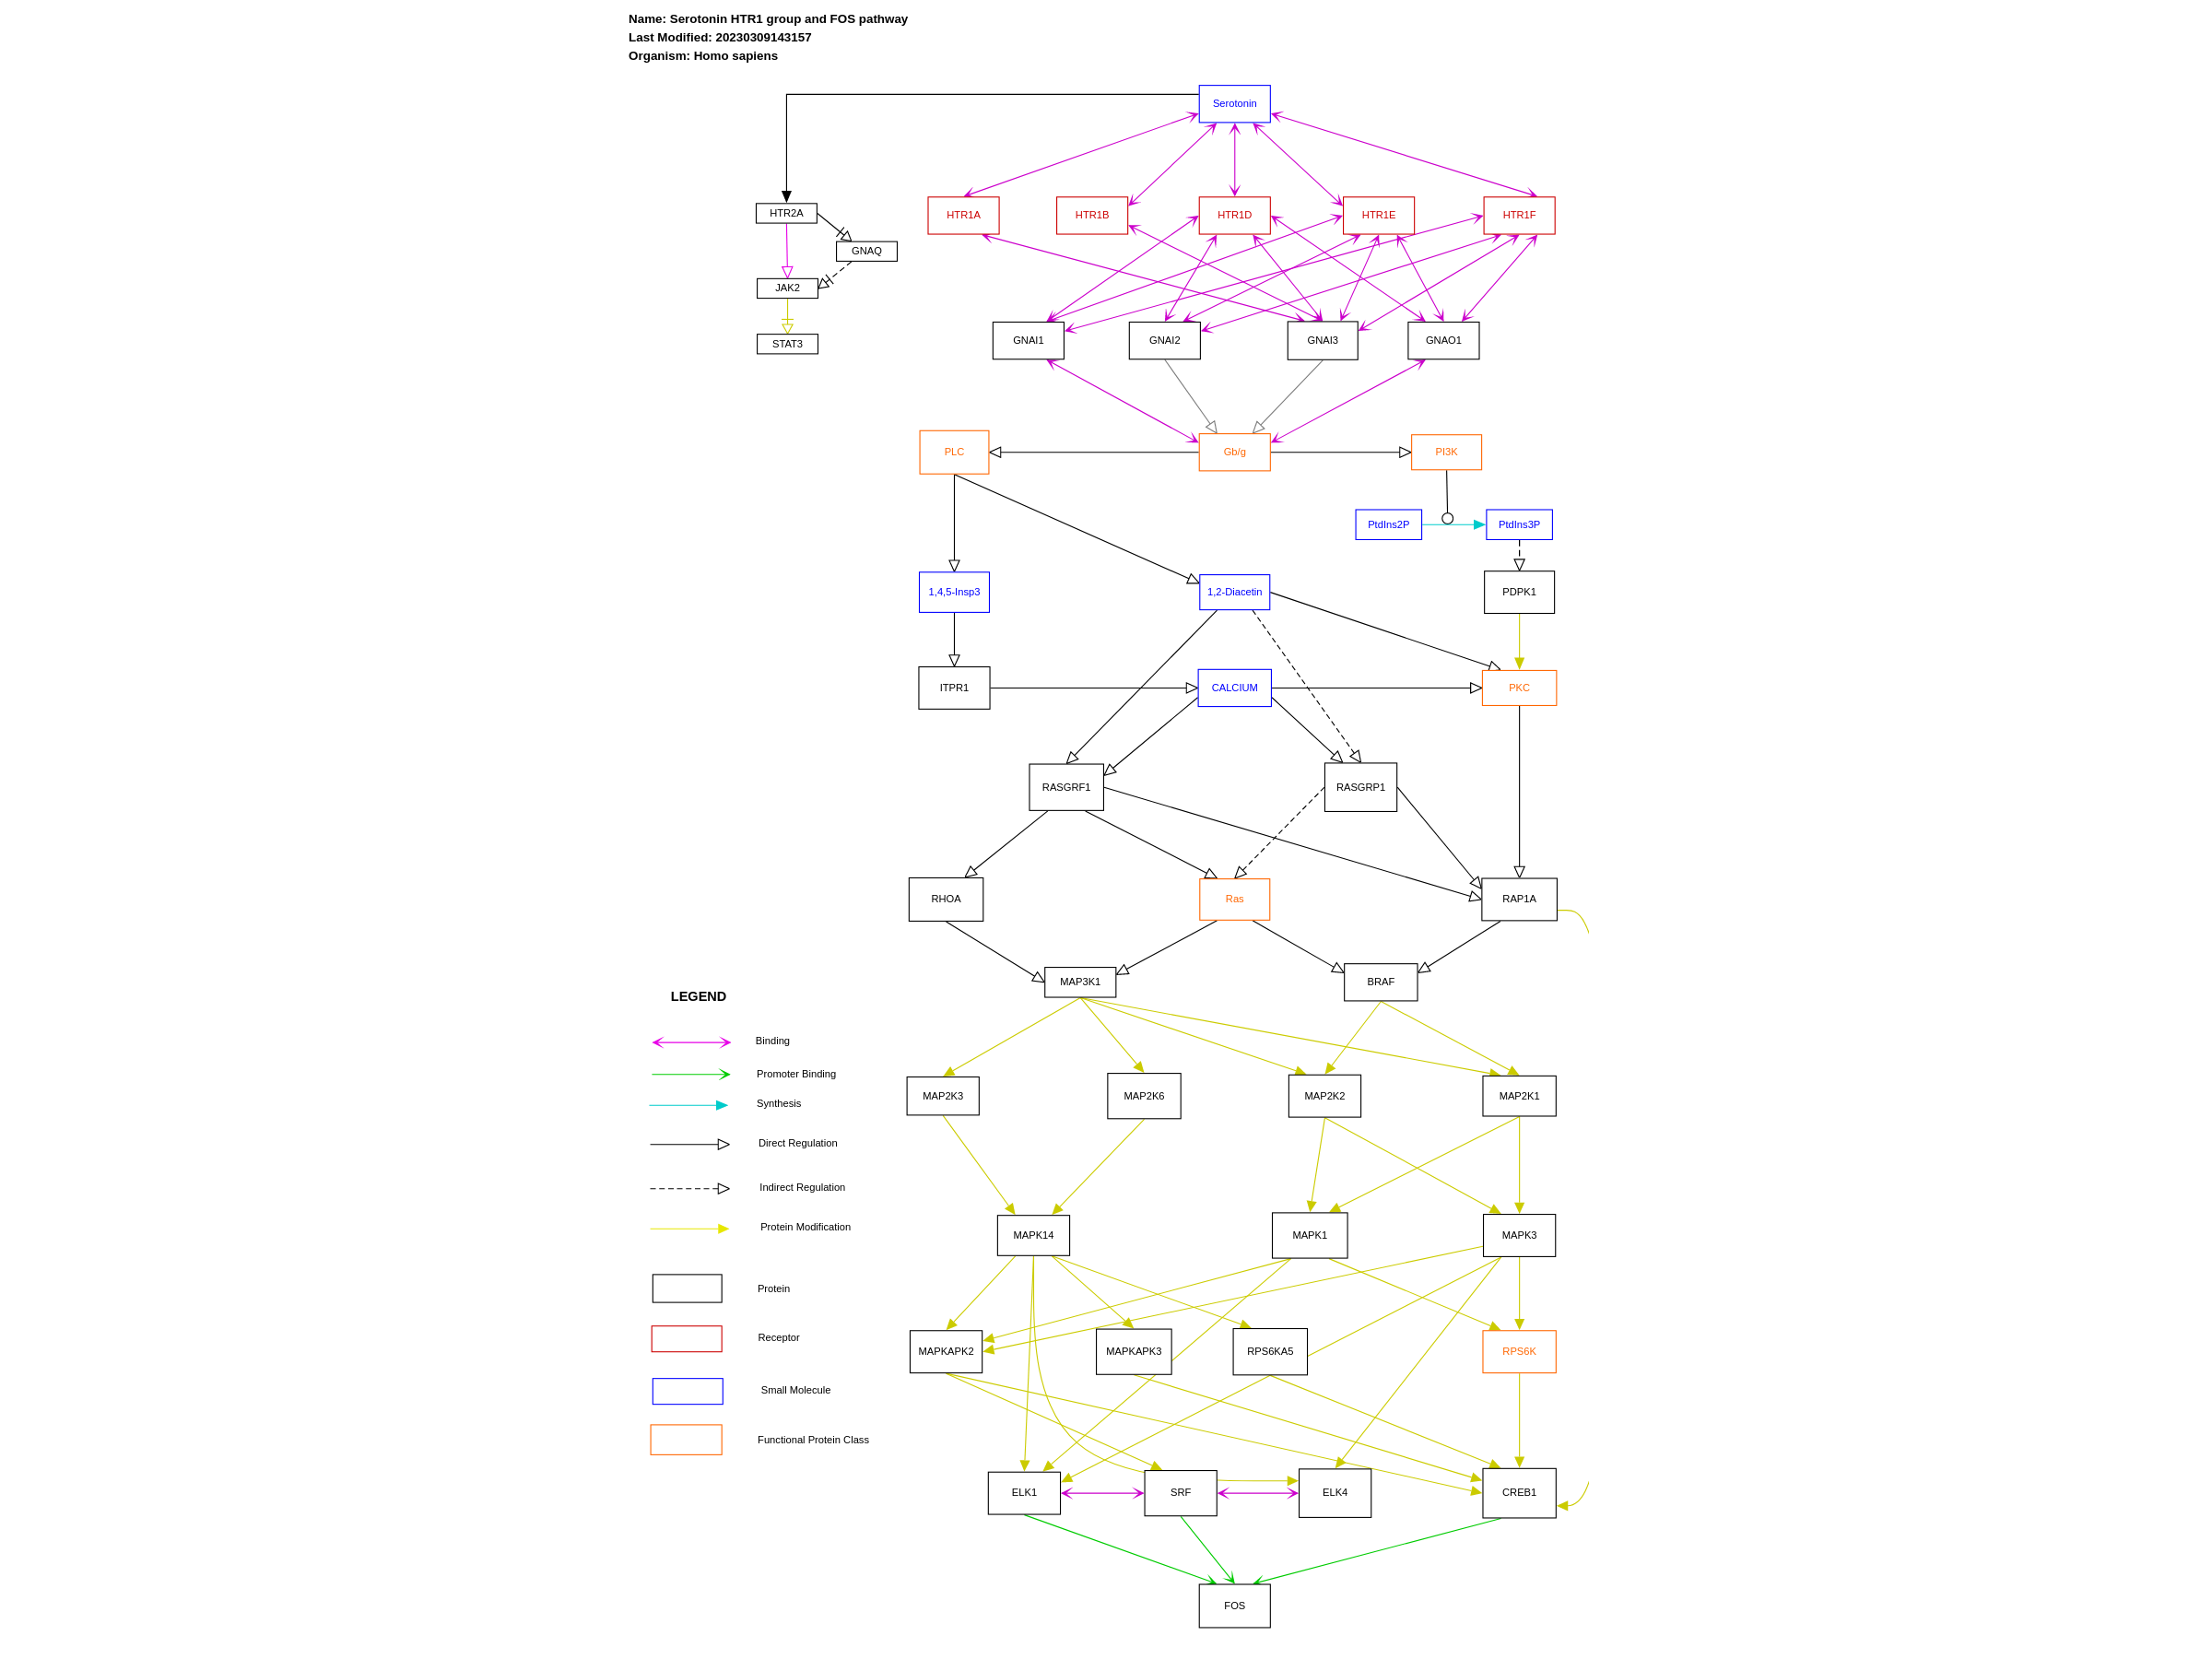 Name: Serotonin HTR1 group and FOS pathway
Last Modified: 20230309143157
Organism: Homo sapiens
Serotonin
HTR2A
HTR1A
HTR1B
HTR1D
HTR1E
HTR1F
GNAQ
JAK2
STAT3
GNAI1
GNAI2
GNAI3
GNAO1
PLC
Gb/g
PI3K
PtdIns2P
PtdIns3P
1,4,5-Insp3
1,2-Diacetin
PDPK1
ITPR1
CALCIUM
PKC
RASGRF1
RASGRP1
RHOA
Ras
RAP1A
MAP3K1
BRAF
LEGEND
Binding
Promoter Binding
Synthesis
Direct Regulation
Indirect Regulation
Protein Modification
Protein
Receptor
Small Molecule
Functional Protein Class
MAP2K3
MAP2K6
MAP2K2
MAP2K1
MAPK14
MAPK1
MAPK3
MAPKAPK2
MAPKAPK3
RPS6KA5
RPS6K
ELK1
SRF
ELK4
CREB1
FOS